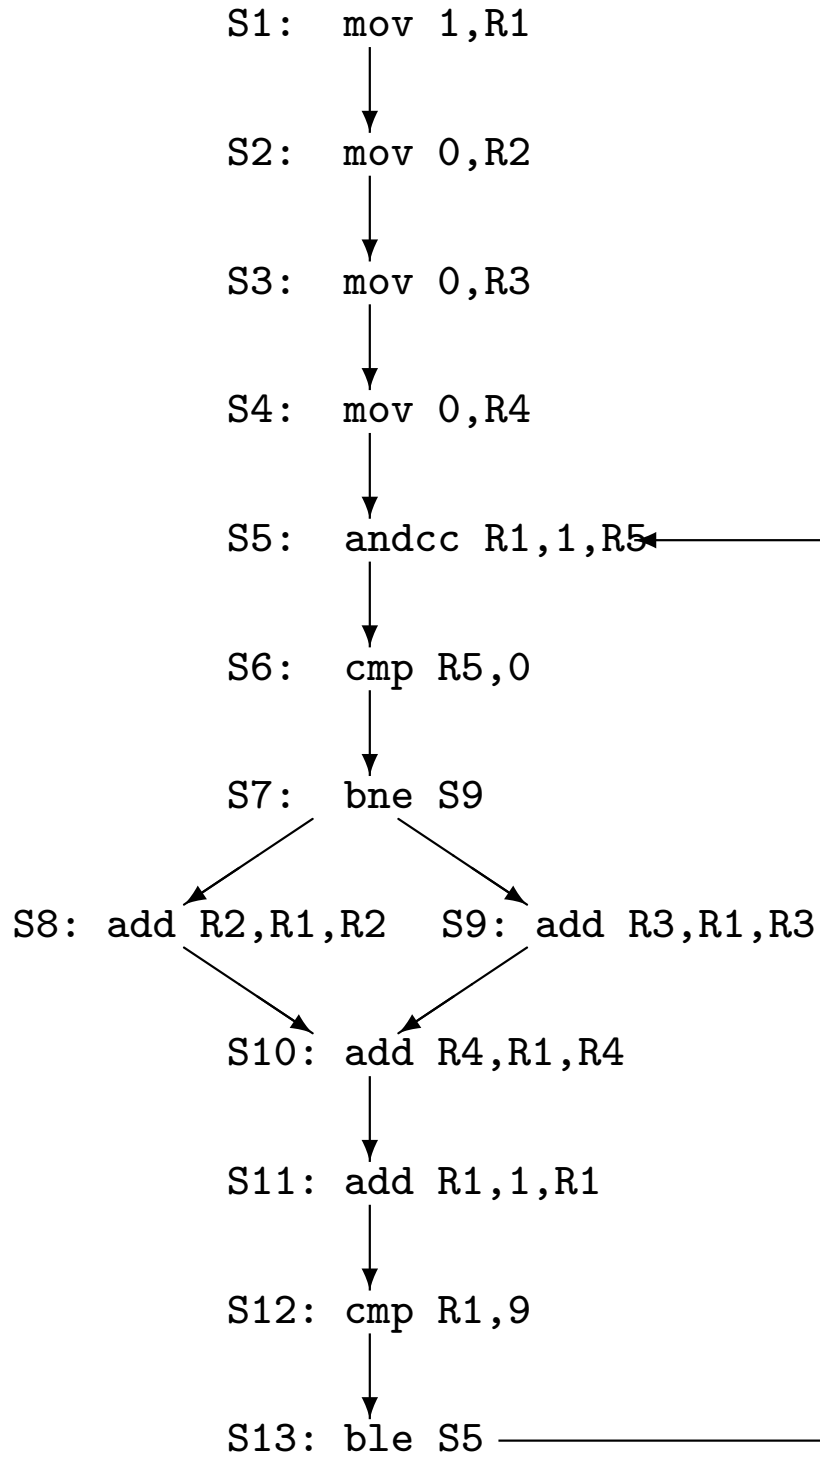 S1: mov 1,R1
S2: mov 0,R2
S3: mov 0,R3
S4: mov 0,R4
S5: andcc R1,1,R5
S6: cmp R5,0
S7: bne S9
S8: add R2,R1,R2 S9: add R3,R1,R3
S10: add R4,R1,R4
S11: add R1,1,R1
S12: cmp R1,9
S13: ble S5